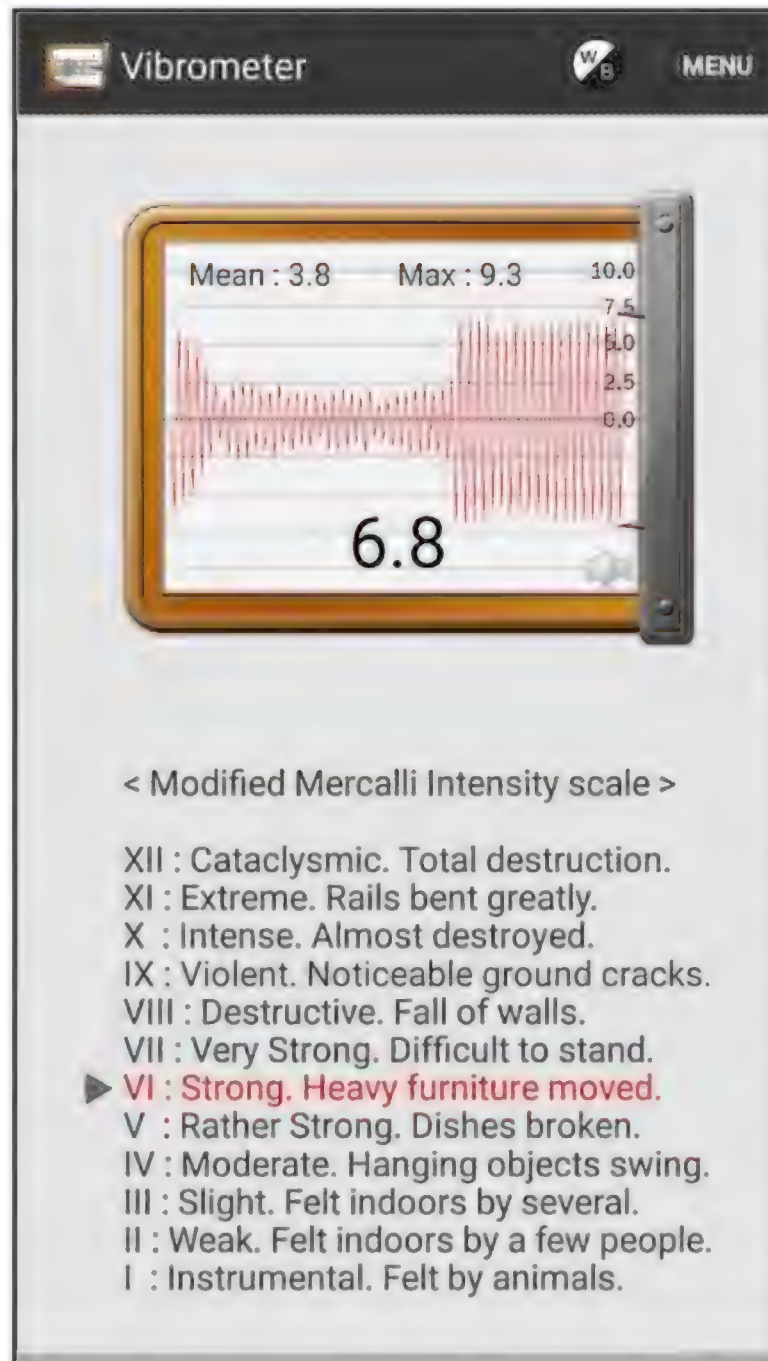 Vibrometer
W
B
MENU
Mean : 3.8 Max : 9.3 10.0
7.5
5.0
2.5
0.0
6.8
< Modified Mercalli Intensity scale >
XII : Cataclysmic. Total destruction.
XI : Extreme. Rails bent greatly.
X : Intense. Almost destroyed.
IX : Violent. Noticeable ground cracks.
VIII : Destructive. Fall of walls.
VII : Very Strong. Difficult to stand.
VI : Strong. Heavy furniture moved.
V : Rather Strong. Dishes broken.
IV : Moderate. Hanging objects swing.
III : Slight. Felt indoors by several.
II : Weak. Felt indoors by a few people.
I : Instrumental. Felt by animals.